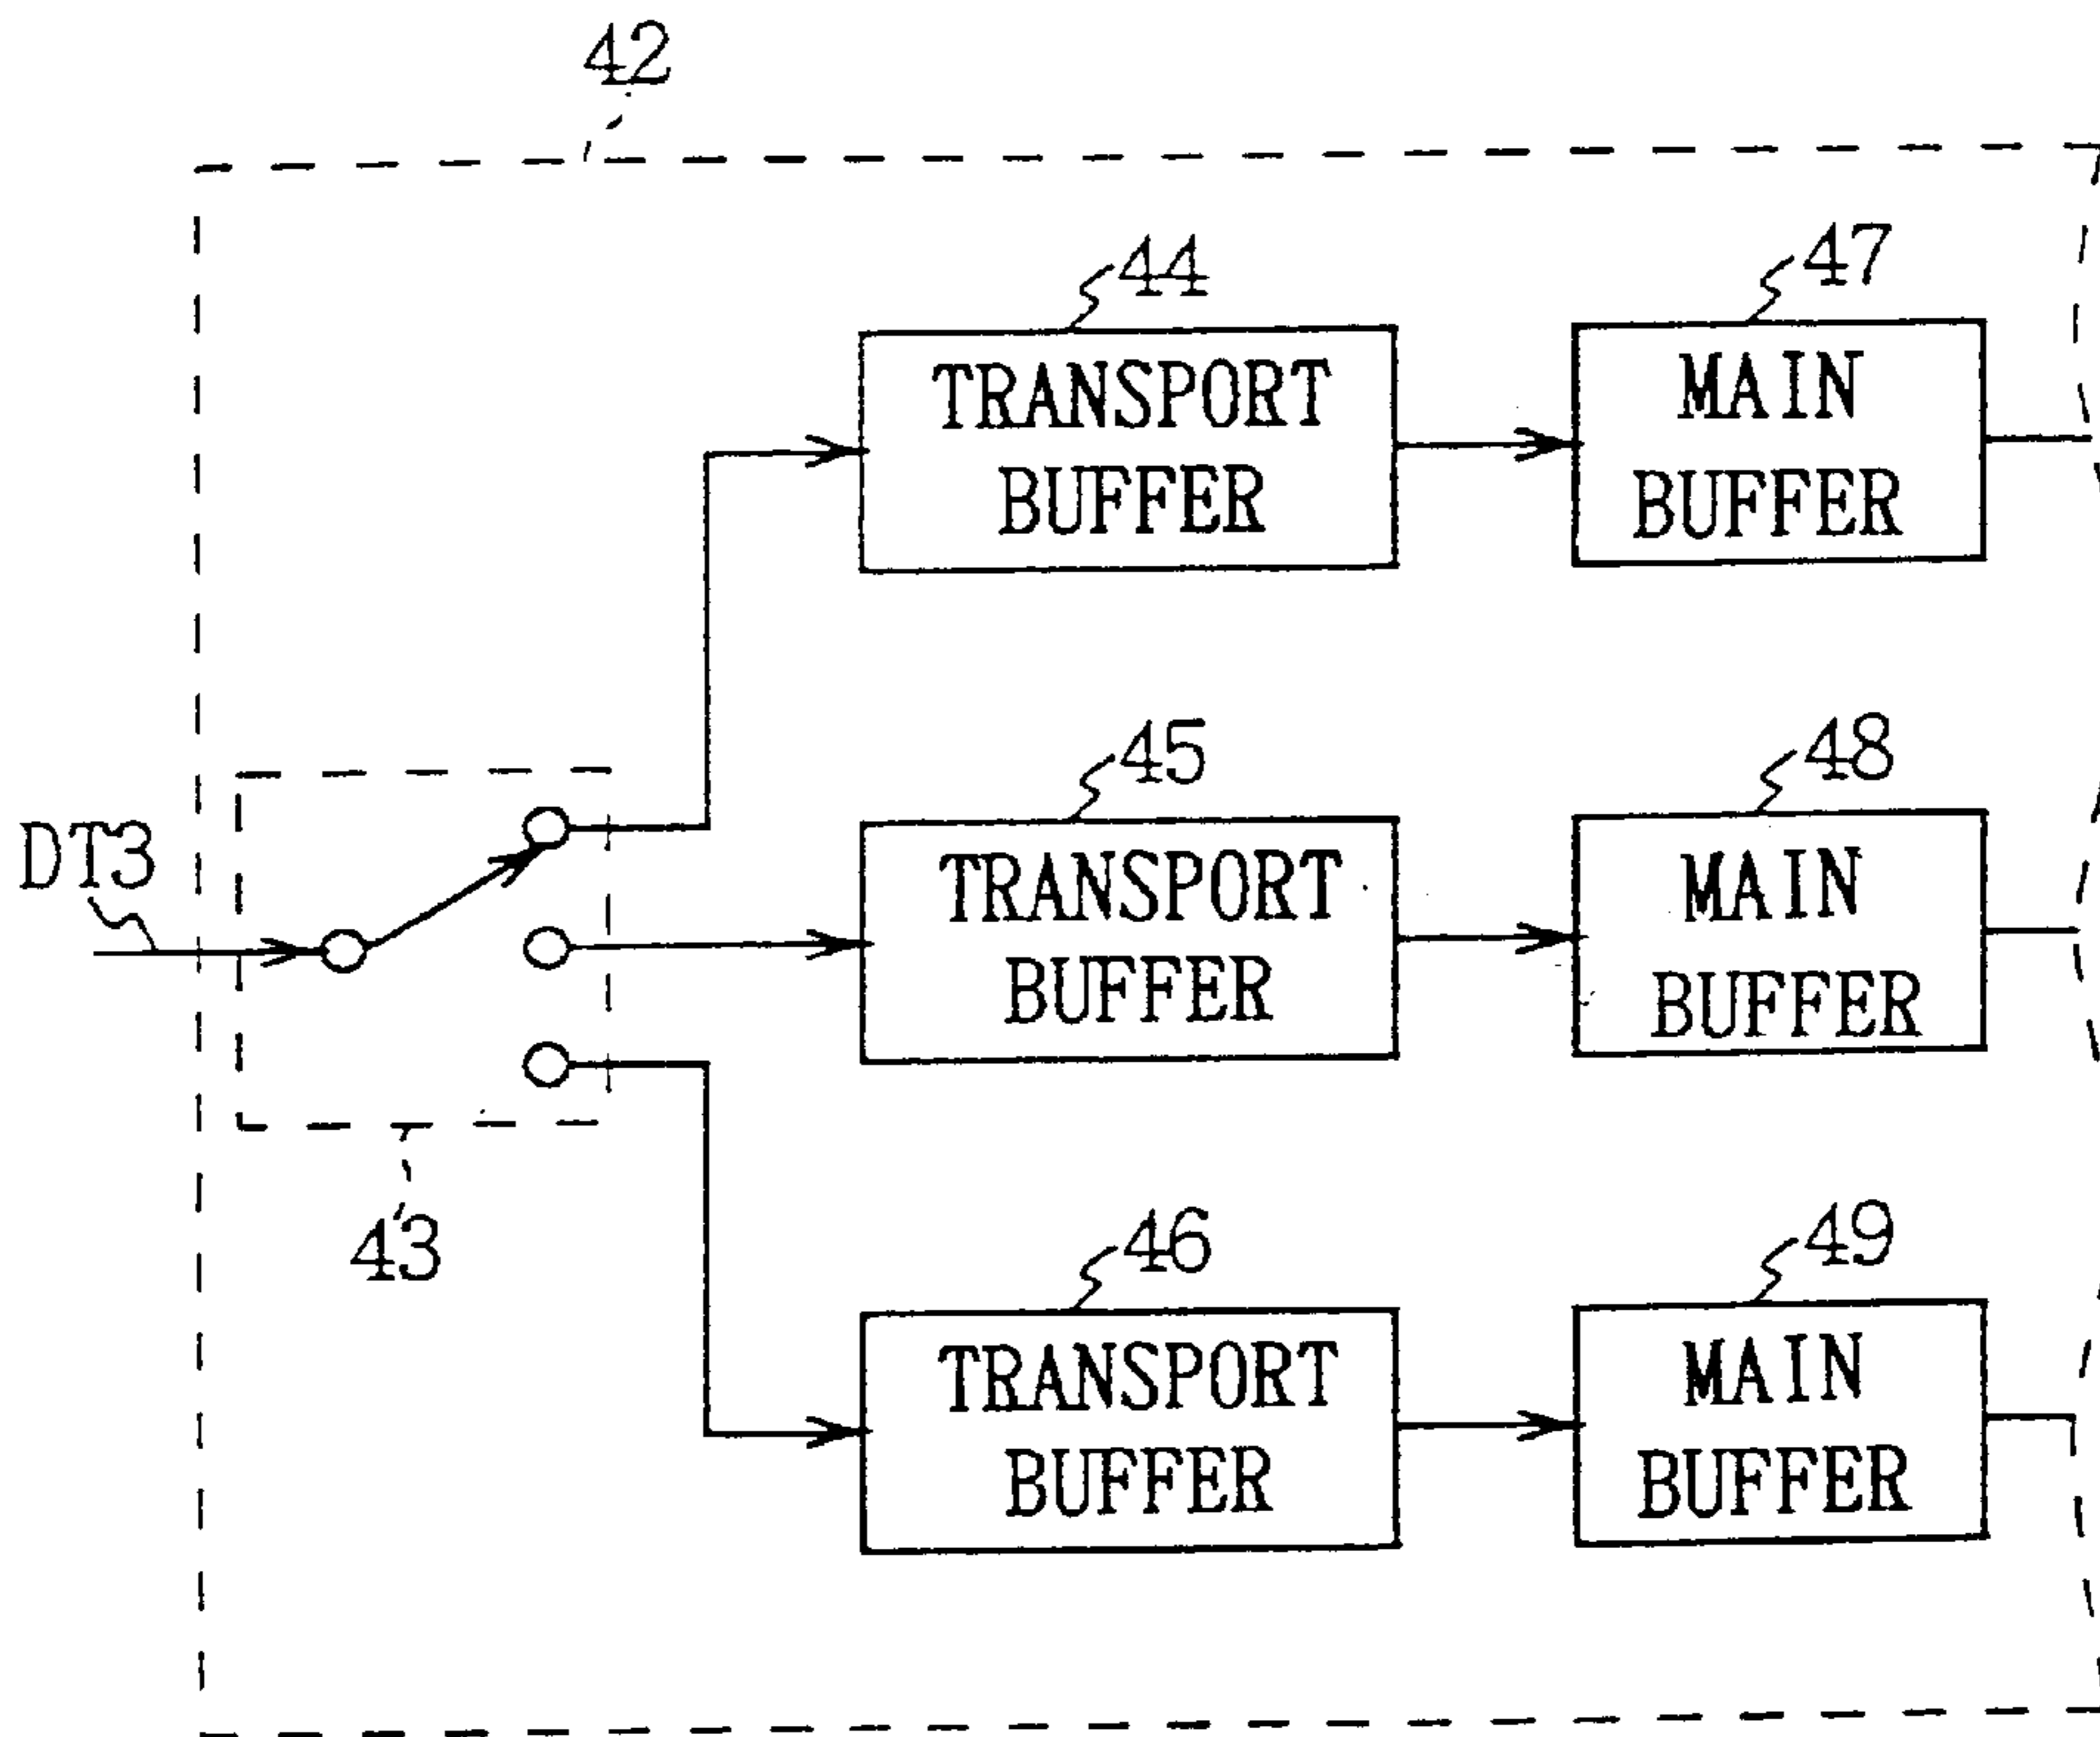 42
44
47
TRANSPORT
BUFFER
MAIN
BUFFER
45
48
DT3
TRANSPORT
BUFFER
MAIN
BUFFER
43
46
49
TRANSPORT
BUFFER
MAIN
BUFFER